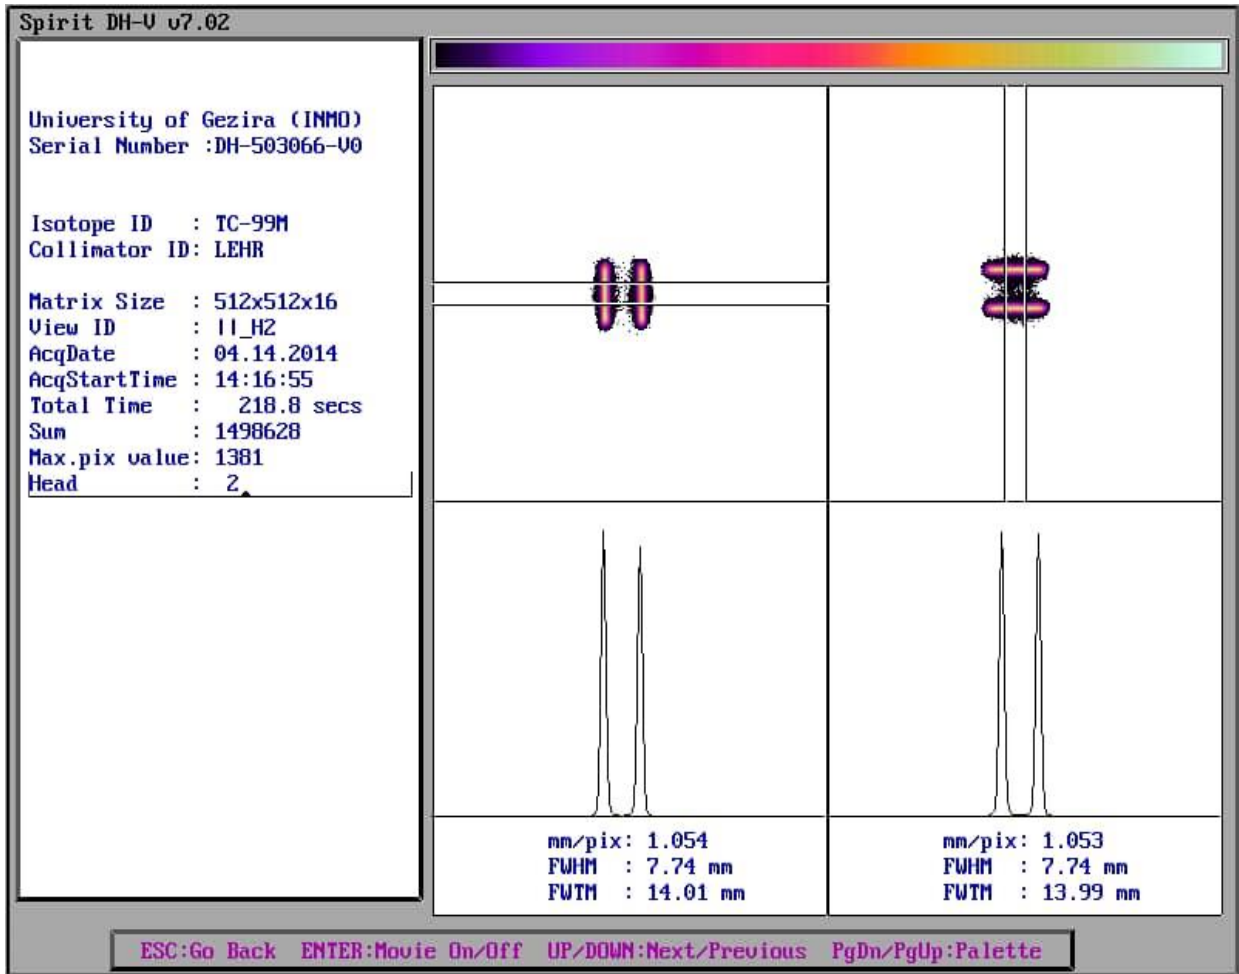 Spirit DH-V v7.02
University of Gezira (INMO)
Serial Number :DH-503066-V0
Isotope ID : TC-99M
Collimator ID: LEHR
Matrix Size : 512x512x16
View ID : ||_H2
AcqDate : 04.14.2014
AcqStartTime : 14:16:55
Total Time : 218.8 secs
Sum : 1498628
Max.pix value: 1381
Head : 2
mm/pix: 1.054
FWHM : 7.74 mm
FWTM : 14.01 mm
mm/pix: 1.053
FWHM : 7.74 mm
FWTM : 13.99 mm
ESC:Go Back ENTER:Movie On/Off UP/DOWN:Next/Previous PgDn/PgUp:Palette